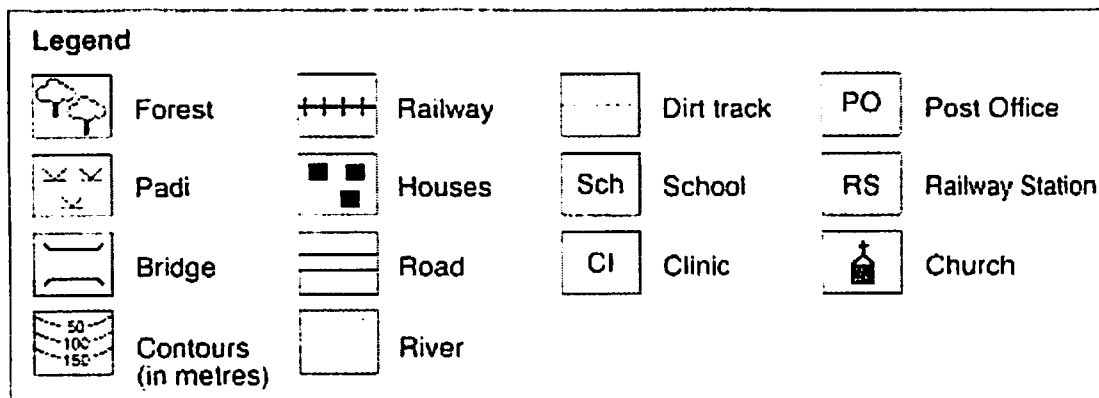 Legend
Forest
Railway
Dirt track
PO Post Office
Padi
Houses
Sch School
RS Railway Station
Bridge
Road
Cl Clinic
Church
50
100
150
Contours
(in metres)
River